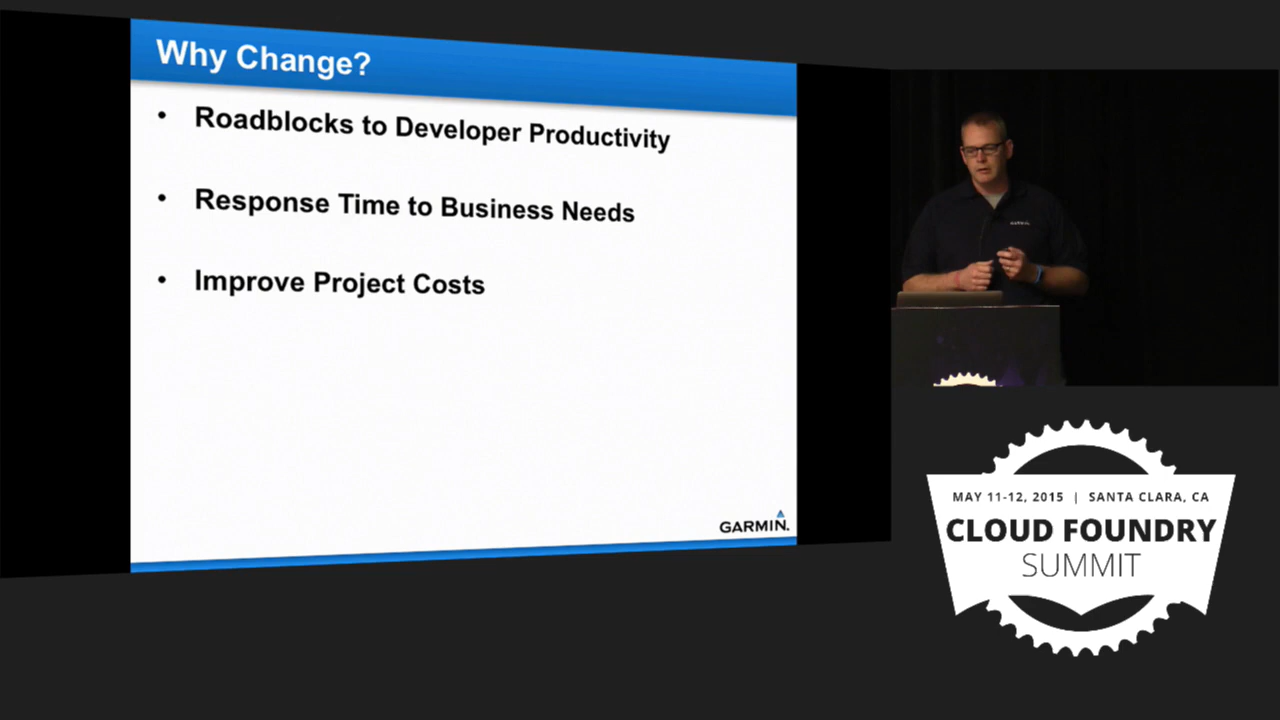 Why Change?
• Roadblocks to Developer Productivity
• Response Time to Business Needs
• Improve Project Costs
GARMIN.
GARMIN.
MAY 11-12, 2015 | SANTA CLARA, CA
CLOUD FOUNDRY
SUMMIT